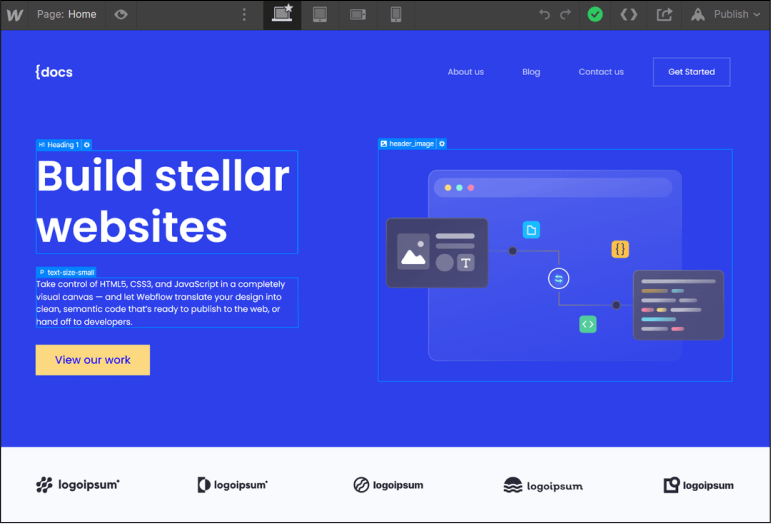 Page: Home
Publish
{docs
About us
Blog
Contact us
Get Started
H1 Heading 1
header_image
Build stellar
websites
P text-size-small
Take control of HTML5, CSS3, and JavaScript in a completely
visual canvas — and let Webflow translate your design into
clean, semantic code that's ready to publish to the web, or
hand off to developers.
T
{}
<>
View our work
logoipsum
logoipsum
logoipsum
logoipsum
logoipsum